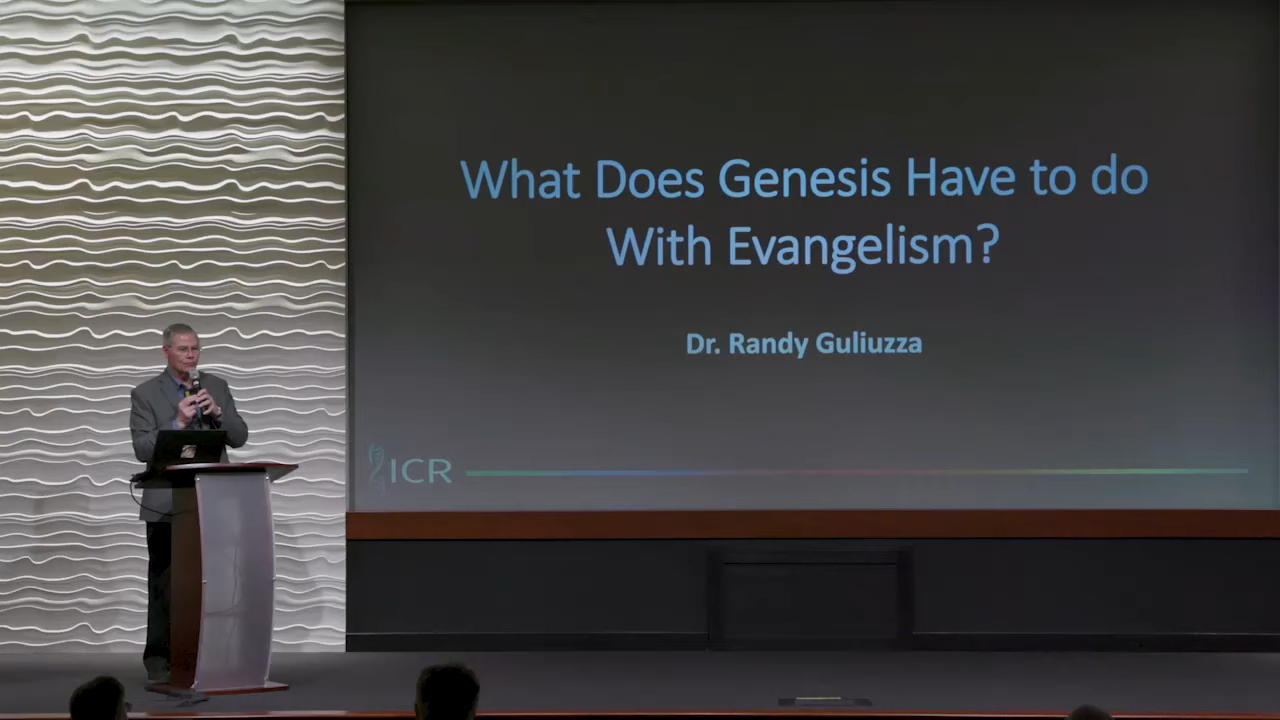 What Does Genesis Have to do
With Evangelism?
Dr. Randy Guliuzza
ICR